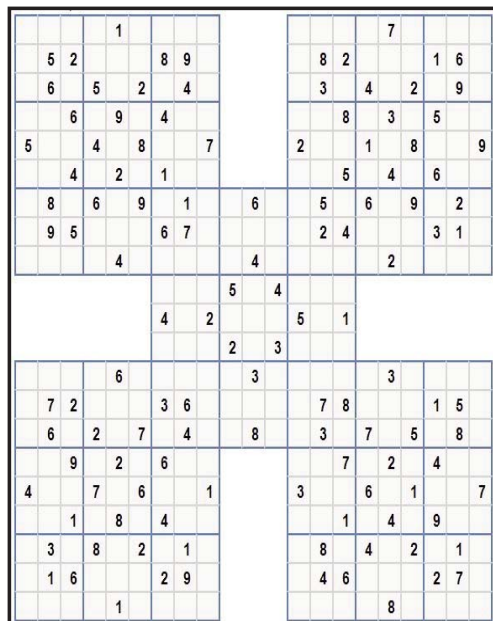 1 7
5 2 8 9 8 2 1 6
6 5 2 4 3 4 2 9
6 9 4 8 3 5
5 4 8 7 2 1 8 9
4 2 1 5 4 6
8 6 9 1 6 5 6 9 2
9 5 6 7 2 4 3 1
4 4 2
5 4
4 2 5 1
2 3
6 3 3
7 2 3 6 7 8 1 5
6 2 7 4 8 3 7 5 8
9 2 6 7 2 4
4 7 6 1 3 6 1 7
1 8 4 1 4 9
3 8 2 1 8 4 2 1
1 6 2 9 4 6 2 7
1 8